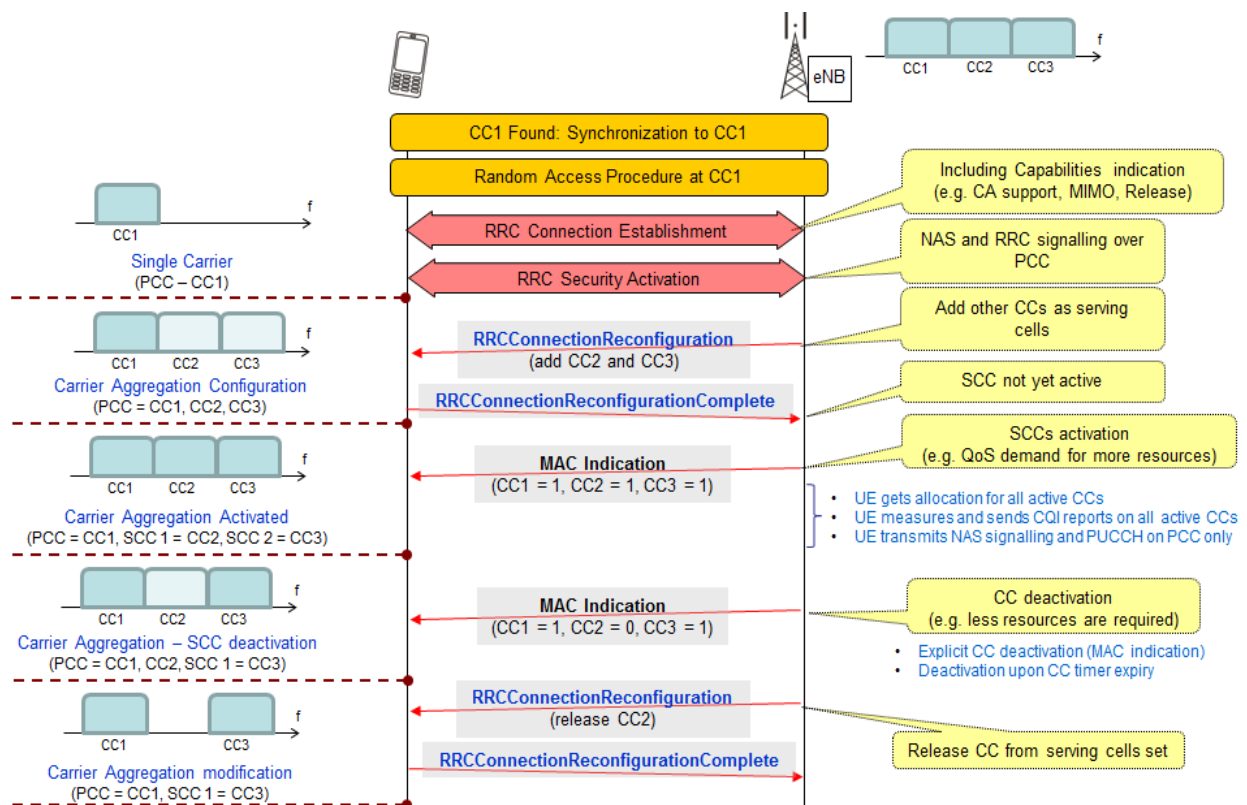 f
CC1 CC2 CC3
eNB
CC1 Found: Synchronization to CC1
Random Access Procedure at CC1
Including Capabilities indication
(e.g. CA support, MIMO, Release)
f
CC1
RRC Connection Establishment
Single Carrier
(PCC – CC1)
NAS and RRC signalling over
PCC
RRC Security Activation
Add other CCs as serving
cells
f
CC1 CC2 CC3
RRCConnectionReconfiguration
(add CC2 and CC3)
Carrier Aggregation Configuration
(PCC = CC1, CC2, CC3)
SCC not yet active
RRCConnectionReconfigurationComplete
SCCs activation
(e.g. QoS demand for more resources)
f
CC1 CC2 CC3
MAC Indication
(CC1 = 1, CC2 = 1, CC3 = 1)
Carrier Aggregation Activated
(PCC = CC1, SCC 1 = CC2, SCC 2 = CC3)
• UE gets allocation for all active CCs
• UE measures and sends CQI reports on all active CCs
• UE transmits NAS signalling and PUCCH on PCC only
f
CC1 CC2 CC3
MAC Indication
(CC1 = 1, CC2 = 0, CC3 = 1)
CC deactivation
(e.g. less resources are required)
Carrier Aggregation – SCC deactivation
(PCC = CC1, CC2, SCC 1 = CC3)
• Explicit CC deactivation (MAC indication)
• Deactivation upon CC timer expiry
f
CC1 CC3
RRCConnectionReconfiguration
(release CC2)
Release CC from serving cells set
RRCConnectionReconfigurationComplete
Carrier Aggregation modification
(PCC = CC1, SCC 1 = CC3)